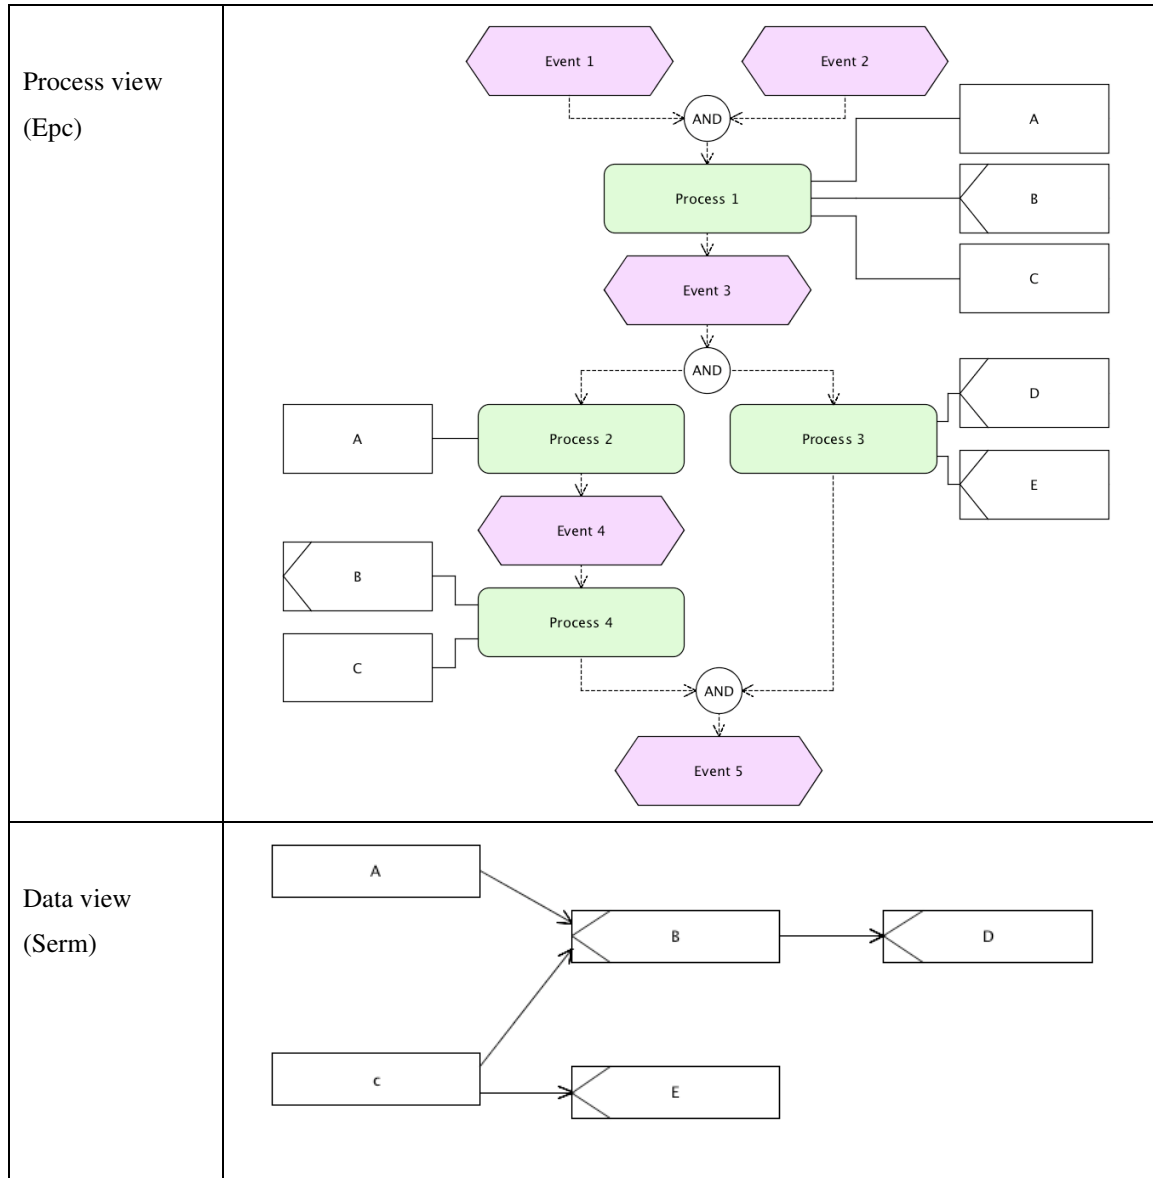 Process view
(Epc)
Event 1
Event 2
AND
A
Process 1
B
C
Event 3
AND
D
A
Process 2
Process 3
E
Event 4
B
Process 4
C
AND
Event 5
Data view
(Serm)
A
B
D
c
E